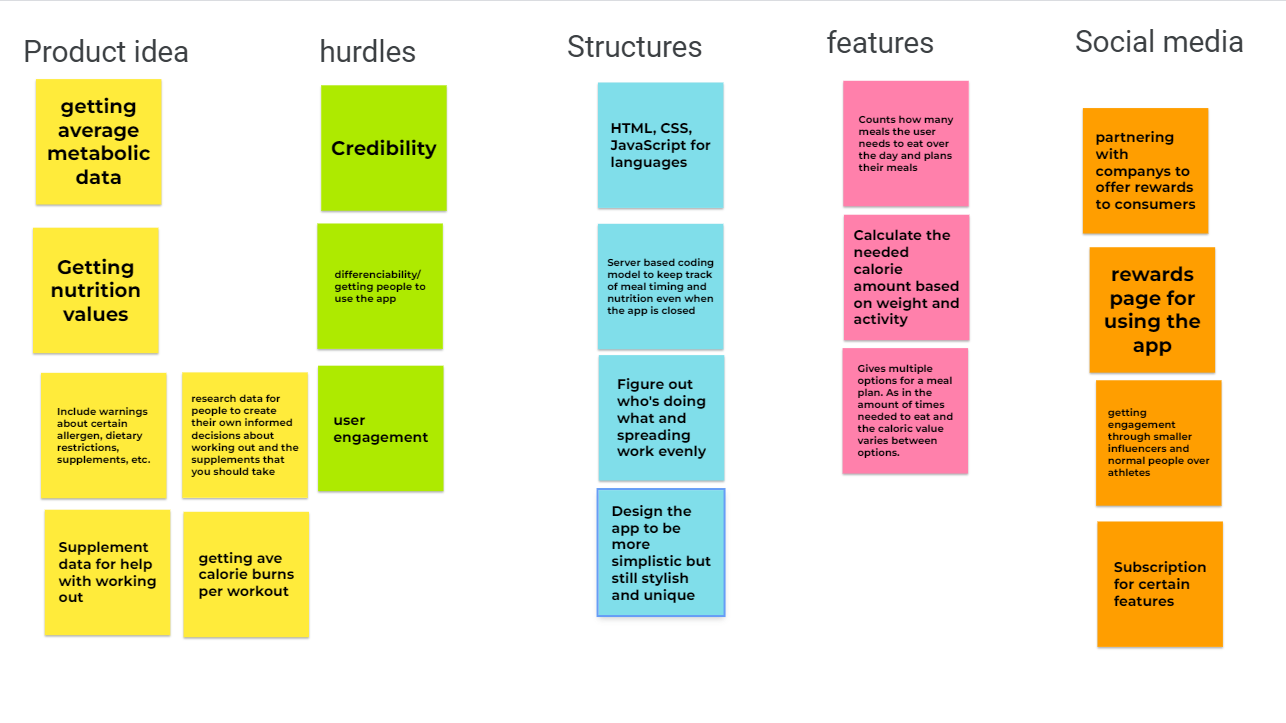 Product idea
getting
average
metabolic
data
Getting
nutrition
values
Include warnings
about certain
allergen, dietary
restrictions,
supplements, etc.
research data for
people to create
their own informed
decisions about
working out and the
supplements that
you should take
Supplement
data for help
with working
out
getting ave
calorie burns
per workout
hurdles
Credibility
differenciability/
getting people to
use the app
user
engagement
Structures
HTML, CSS,
JavaScript for
languages
Server based coding
model to keep track
of meal timing and
nutrition even when
the app is closed
Figure out
who's doing
what and
spreading
work evenly
Design the
app to be
more
simplistic but
still stylish
and unique
features
Counts how many
meals the user
needs to eat over
the day and plans
their meals
Calculate the
needed
calorie
amount based
on weight and
activity
Gives multiple
options for a meal
plan. As in the
amount of times
needed to eat and
the caloric value
varies between
options.
Social media
partnering
with
companys to
offer rewards
to consumers
rewards
page for
using the
app
getting
engagement
through smaller
influencers and
normal people over
athletes
Subscription
for certain
features